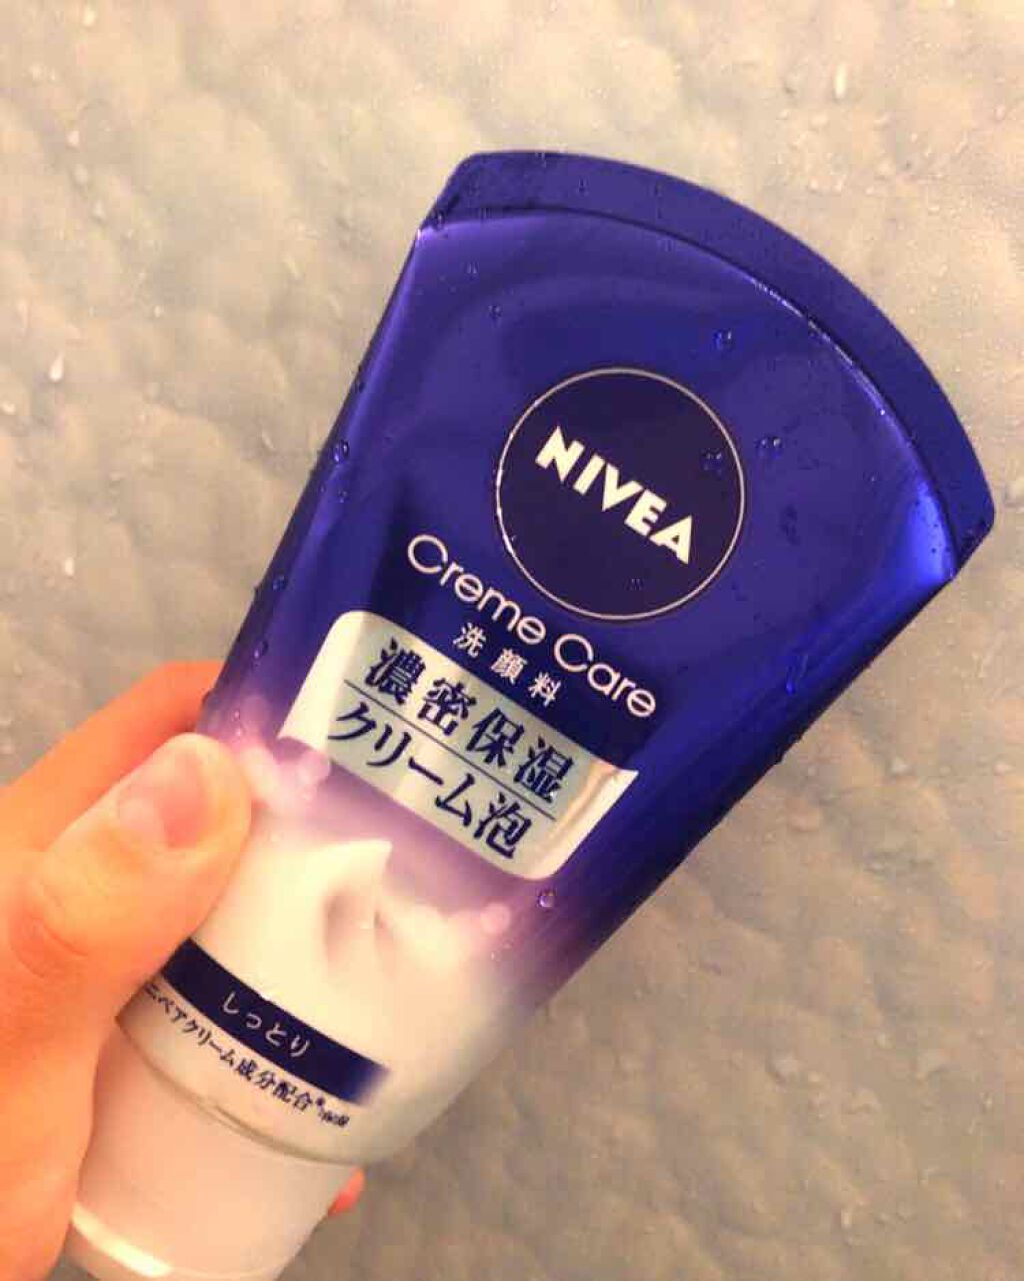 NIVEA
Creme Care
洗顔料
濃密保湿
クリーム泡
しっとり
ニベアクリーム成分配合*